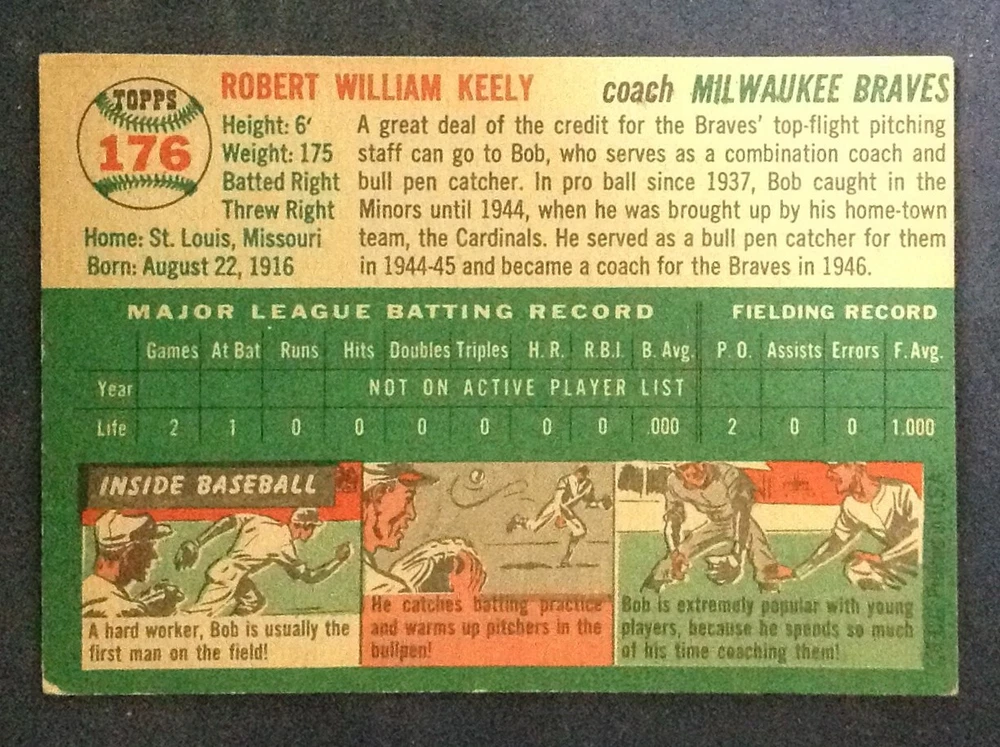 TOPPS
176
ROBERT WILLIAM KEELY coach MILWAUKEE BRAVES
Height: 6′
Weight: 175
Batted Right
Threw Right
Home: St. Louis, Missouri
Born: August 22, 1916
A great deal of the credit for the Braves' top-flight pitching
staff can go to Bob, who serves as a combination coach and
bull pen catcher. In pro ball since 1937, Bob caught in the
Minors until 1944, when he was brought up by his home-town
team, the Cardinals. He served as a bull pen catcher for them
in 1944-45 and became a coach for the Braves in 1946.
MAJOR LEAGUE BATTING RECORD FIELDING RECORD
Games At Bat Runs Hits Doubles Triples H. R. R.B.I. B. Avg. P. O. Assists Errors F. Avg.
Year NOT ON ACTIVE PLAYER LIST
Life 2 1 0 0 0 0 0 0 .000 2 0 0 1.000
INSIDE BASEBALL
A hard worker, Bob is usually the
first man on the field!
He catches batting practice
and warms up pitchers in the
bullpen!
Bob is extremely popular with young
players, because he spends so much
of his time coaching them!